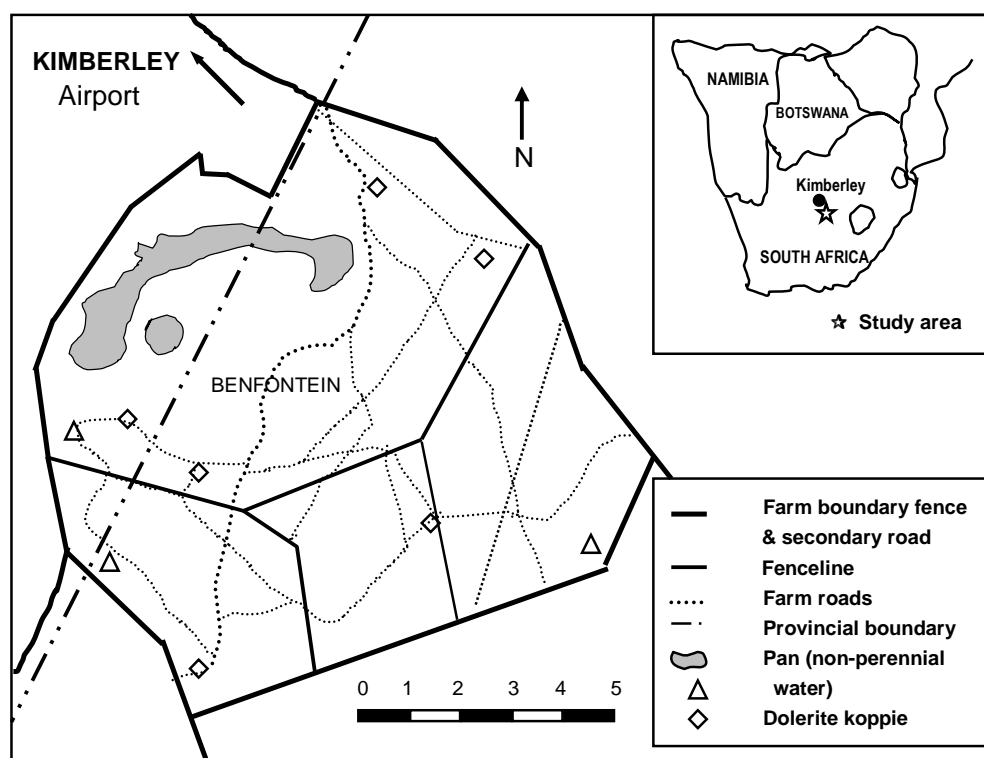 KIMBERLEY
Airport
N
BENFONTEIN
0 1 2 3 4 5
NAMIBIA
BOTSWANA
Kimberley
SOUTH AFRICA
Study area
Farm boundary fence
& secondary road
Fenceline
Farm roads
Provincial boundary
Pan (non-perennial
water)
Dolerite koppie